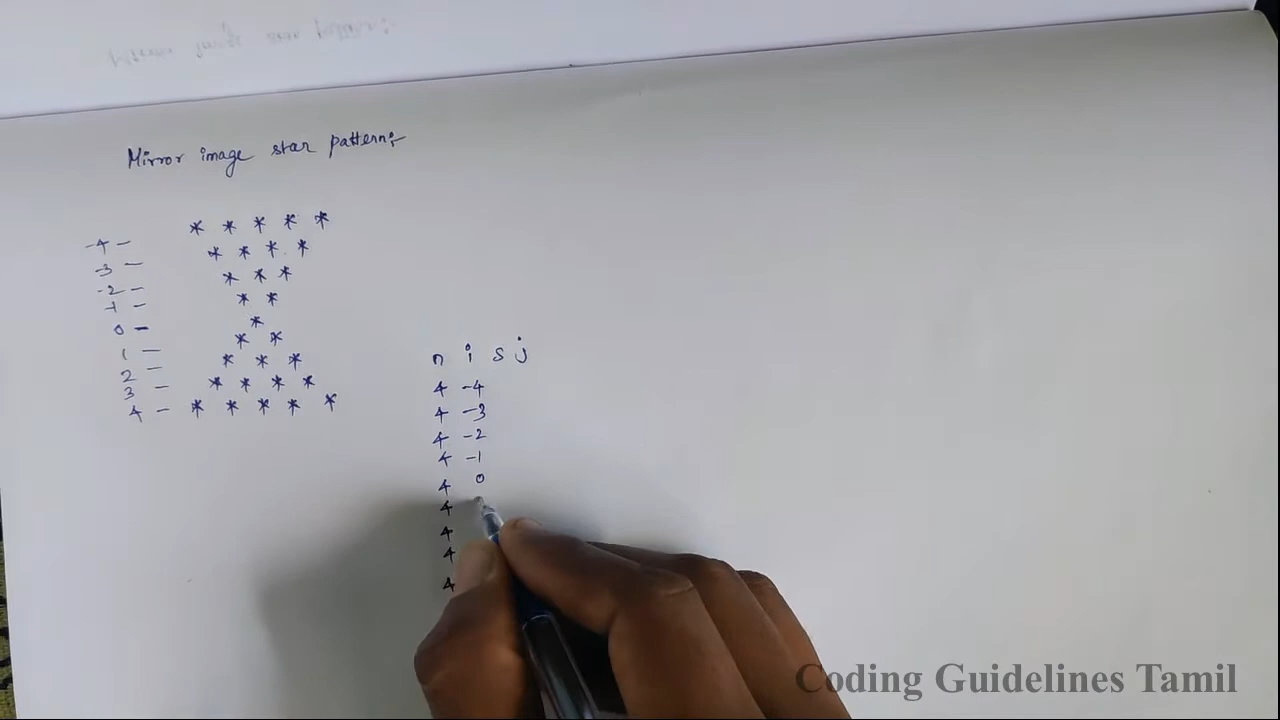 Mirror image star pattern:
* * * * *
-4 - * * * *
-3 - * * *
-2 - * *
-1 - *
0 - * *
1 - * * *
2 - * * * *
3 - * * * * *
4 -
n i s j
4 -4
4 -3
4 -2
4 -1
4 0
4
4
4
4
Coding Guidelines Tamil